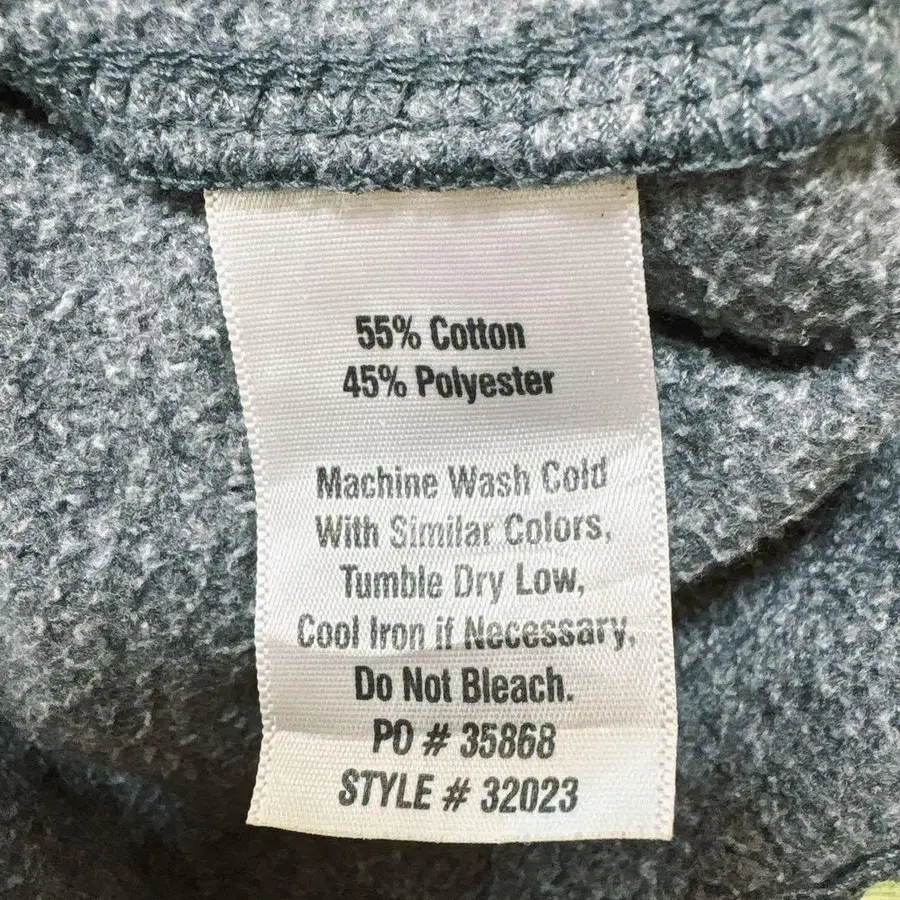 55% Cotton
45% Polyester
Machine Wash Cold
With Similar Colors,
Tumble Dry Low,
Cool Iron if Necessary,
Do Not Bleach.
PO # 35868
STYLE # 32023